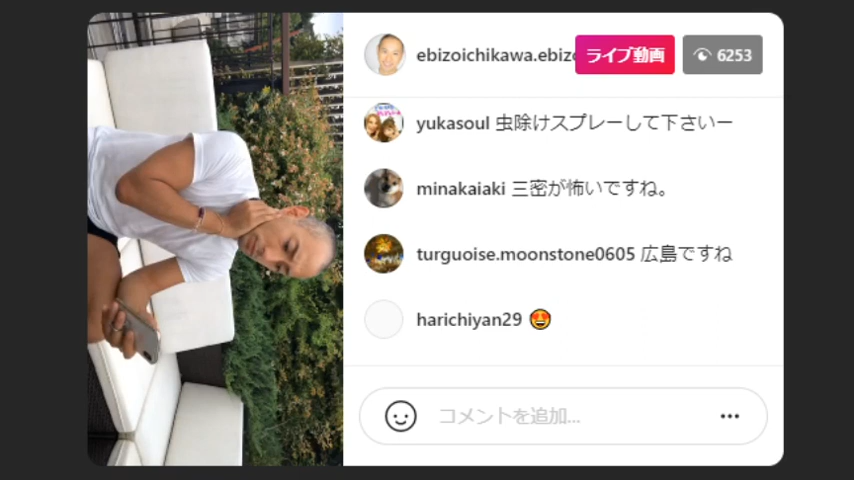 ebizoichikawa.ebiz
ライブ動画
6253
yukasoul 虫除けスプレーして下さいー
minakaiaki 三密が怖いですね。
turguoise.moonstone0605 広島ですね
harichiyan29 😍
コメントを追加...